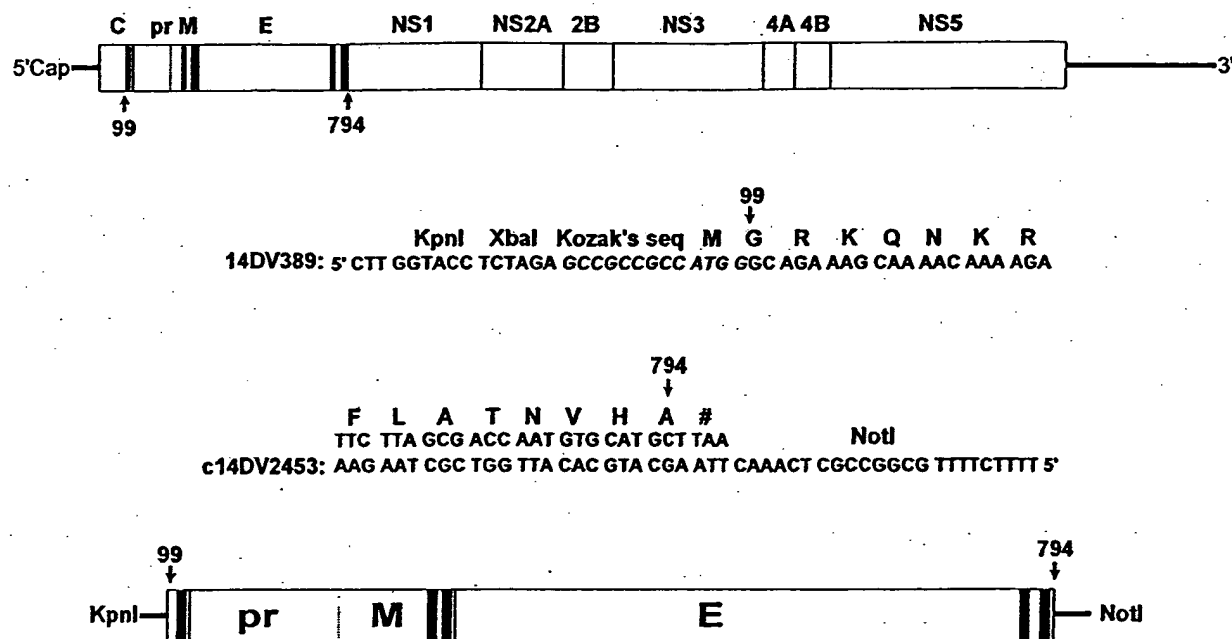 C pr M E NS1 NS2A 2B NS3 4A 4B NS5
5'Cap 3'
99 794
99
KpnI XbaI Kozak's seq M G R K Q N K R
14DV389: 5' CTT GGTACC TCTAGA GCCGCCGCC ATG GGC AGA AAG CAA AAC AAA AGA
794
F L A T N V H A #
TTC TTA GCG ACC AAT GTG CAT GCT TAA NotI
c14DV2453: AAG AAT CGC TGG TTA CAC GTA CGA ATT CAAACT CGCCGGCG TTTTCTTTT 5'
99 794
KpnI pr M E NotI